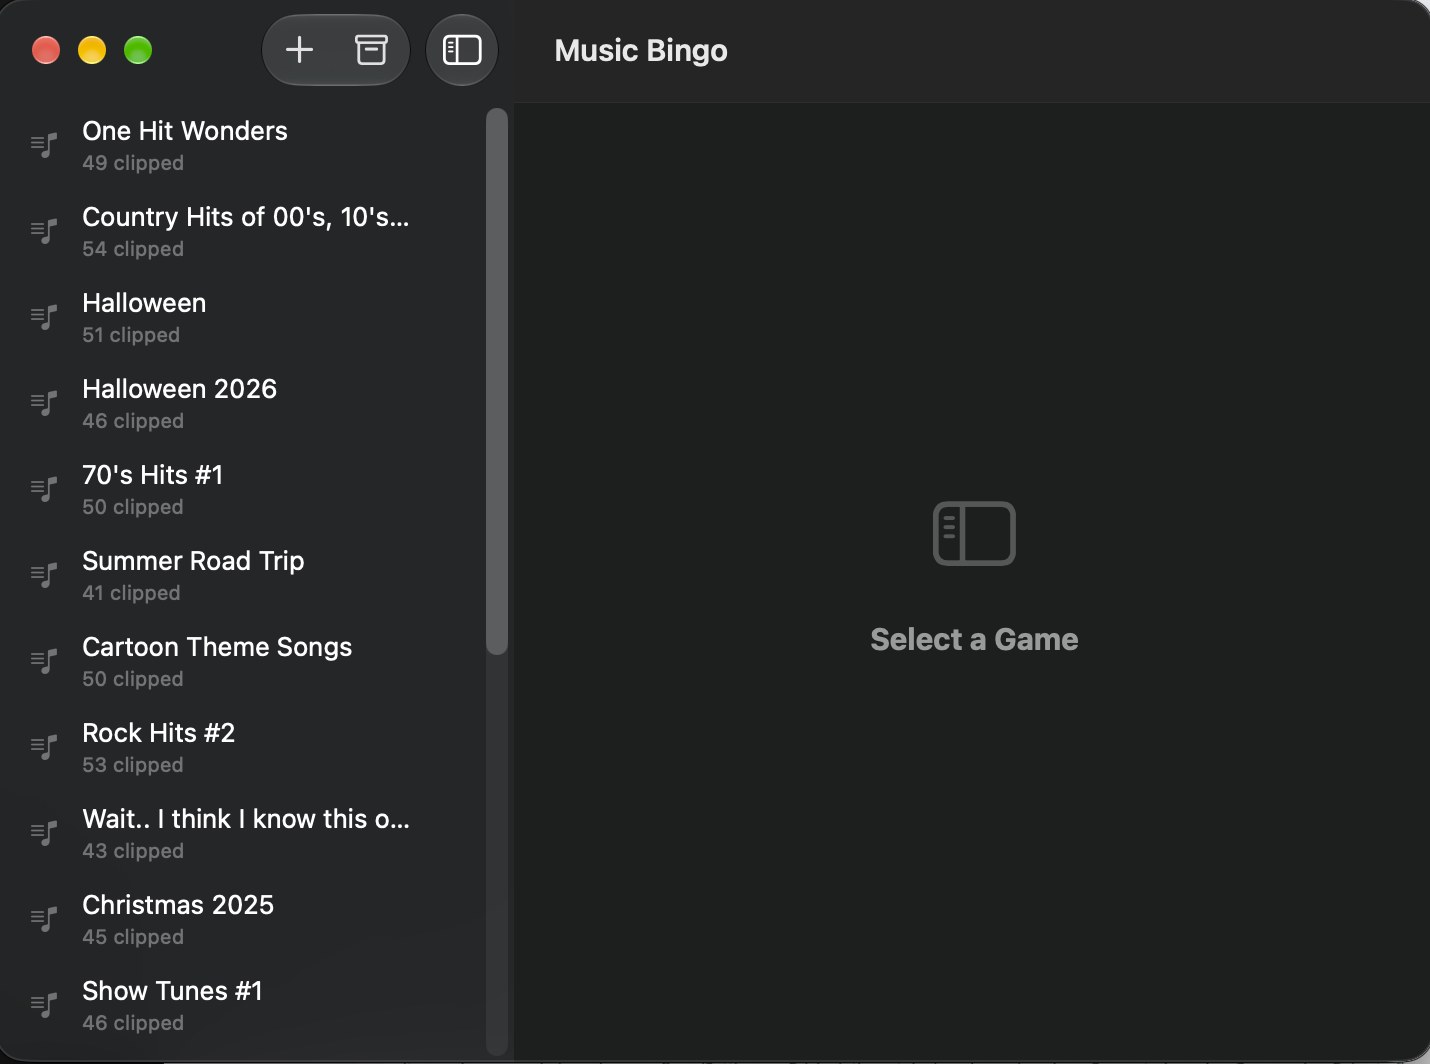 Music Bingo
One Hit Wonders
49 clipped
Country Hits of 00's, 10's...
54 clipped
Halloween
51 clipped
Halloween 2026
46 clipped
70's Hits #1
50 clipped
Summer Road Trip
41 clipped
Cartoon Theme Songs
50 clipped
Rock Hits #2
53 clipped
Wait.. I think I know this o...
43 clipped
Christmas 2025
45 clipped
Show Tunes #1
46 clipped
Select a Game